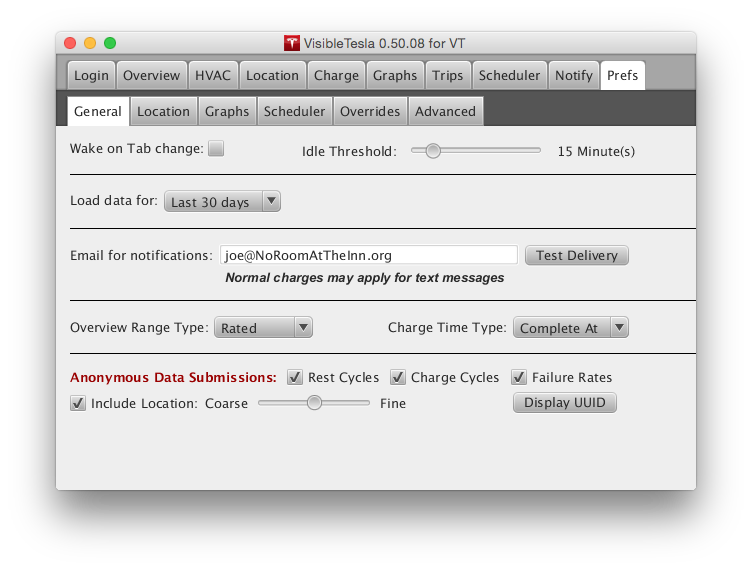 VisibleTesla 0.50.08 for VT
Login Overview HVAC Location Charge Graphs Trips Scheduler Notify Prefs
General Location Graphs Scheduler Overrides Advanced
Wake on Tab change: Idle Threshold: 15 Minute(s)
Load data for: Last 30 days
Email for notifications: joe@NoRoomAtTheInn.org Test Delivery
Normal charges may apply for text messages
Overview Range Type: Rated Charge Time Type: Complete At
Anonymous Data Submissions: Rest Cycles Charge Cycles Failure Rates
Include Location: Coarse Fine Display UUID